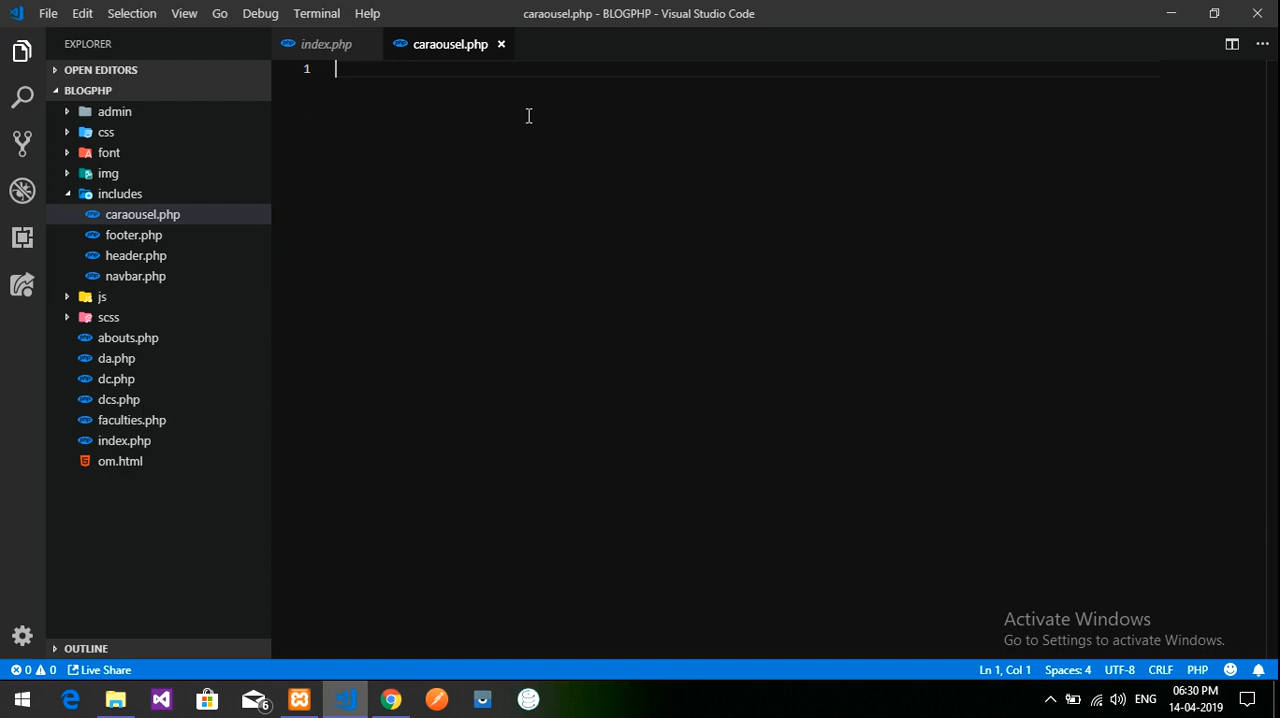 File Edit Selection View Go Debug Terminal Help caraousel.php - BLOGPHP - Visual Studio Code
EXPLORER
index.php caraousel.php
OPEN EDITORS
BLOGPHP
1
admin
css
font
img
includes
caraousel.php
footer.php
header.php
navbar.php
js
scss
abouts.php
da.php
dc.php
dcs.php
faculties.php
index.php
om.html
Activate Windows
Go to Settings to activate Windows.
OUTLINE
0 0 Live Share Ln 1, Col 1 Spaces: 4 UTF-8 CRLF PHP
6 ENG 06:30 PM
14-04-2019